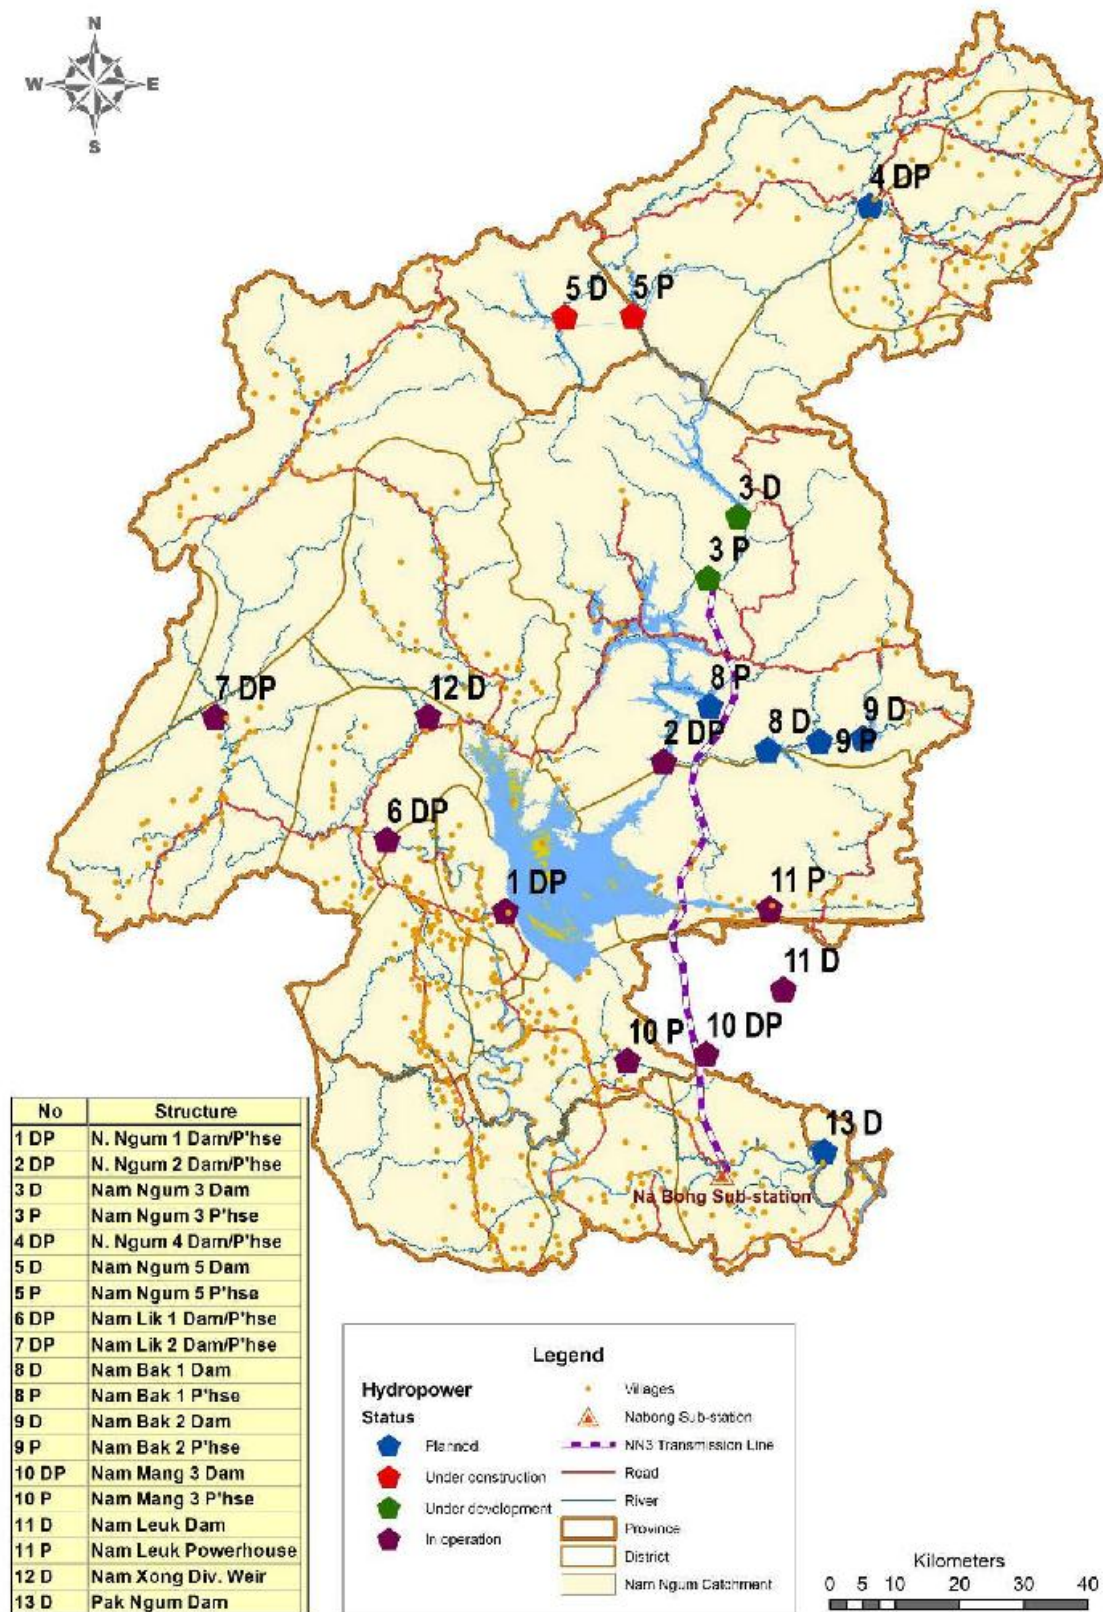 N
W
E
S
4 DP
5 D
5 P
3 D
3 P
7 DP
12 D
8 P
2 DP
8 D
9 D
9 P
6 DP
1 DP
11 P
11 D
10 P
10 DP
13 D
Na Bong Sub-station
No Structure
1 DP N. Ngum 1 Dam/P'hse
2 DP N. Ngum 2 Dam/P'hse
3 D Nam Ngum 3 Dam
3 P Nam Ngum 3 P'hse
4 DP N. Ngum 4 Dam/P'hse
5 D Nam Ngum 5 Dam
5 P Nam Ngum 5 P'hse
6 DP Nam Lik 1 Dam/P'hse
7 DP Nam Lik 2 Dam/P'hse
8 D Nam Bak 1 Dam
8 P Nam Bak 1 P'hse
9 D Nam Bak 2 Dam
9 P Nam Bak 2 P'hse
10 DP Nam Mang 3 Dam
10 P Nam Mang 3 P'hse
11 D Nam Leuk Dam
11 P Nam Leuk Powerhouse
12 D Nam Xong Div. Weir
13 D Pak Ngum Dam
Legend
Hydropower
Status
Planned
Under construction
Under development
In operation
Villages
Nabong Sub-station
NN3 Transmission Line
Road
River
Province
District
Nam Ngum Catchment
Kilometers
0 5 10 20 30 40